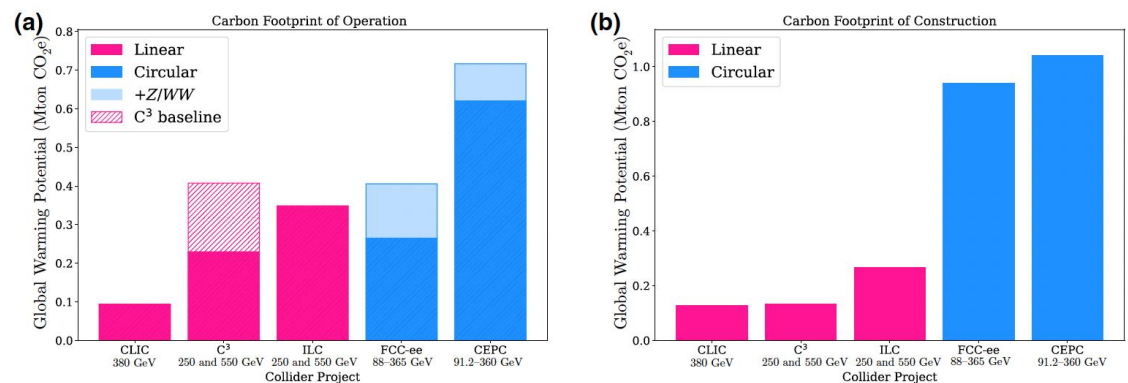 (a)
Carbon Footprint of Operation
Global Warming Potential (Mton CO₂e)
0.8
0.7
0.6
0.5
0.4
0.3
0.2
0.1
0.0
Linear
Circular
+Z/WW
C³ baseline
CLIC
380 GeV
C³
250 and 550 GeV
ILC
250 and 550 GeV
FCC-ee
88–365 GeV
CEPC
91.2–360 GeV
Collider Project
(b)
Carbon Footprint of Construction
Global Warming Potential (Mton CO₂e)
1.0
0.8
0.6
0.4
0.2
0.0
Linear
Circular
CLIC
380 GeV
C³
250 and 550 GeV
ILC
250 and 550 GeV
FCC-ee
88–365 GeV
CEPC
91.2–360 GeV
Collider Project